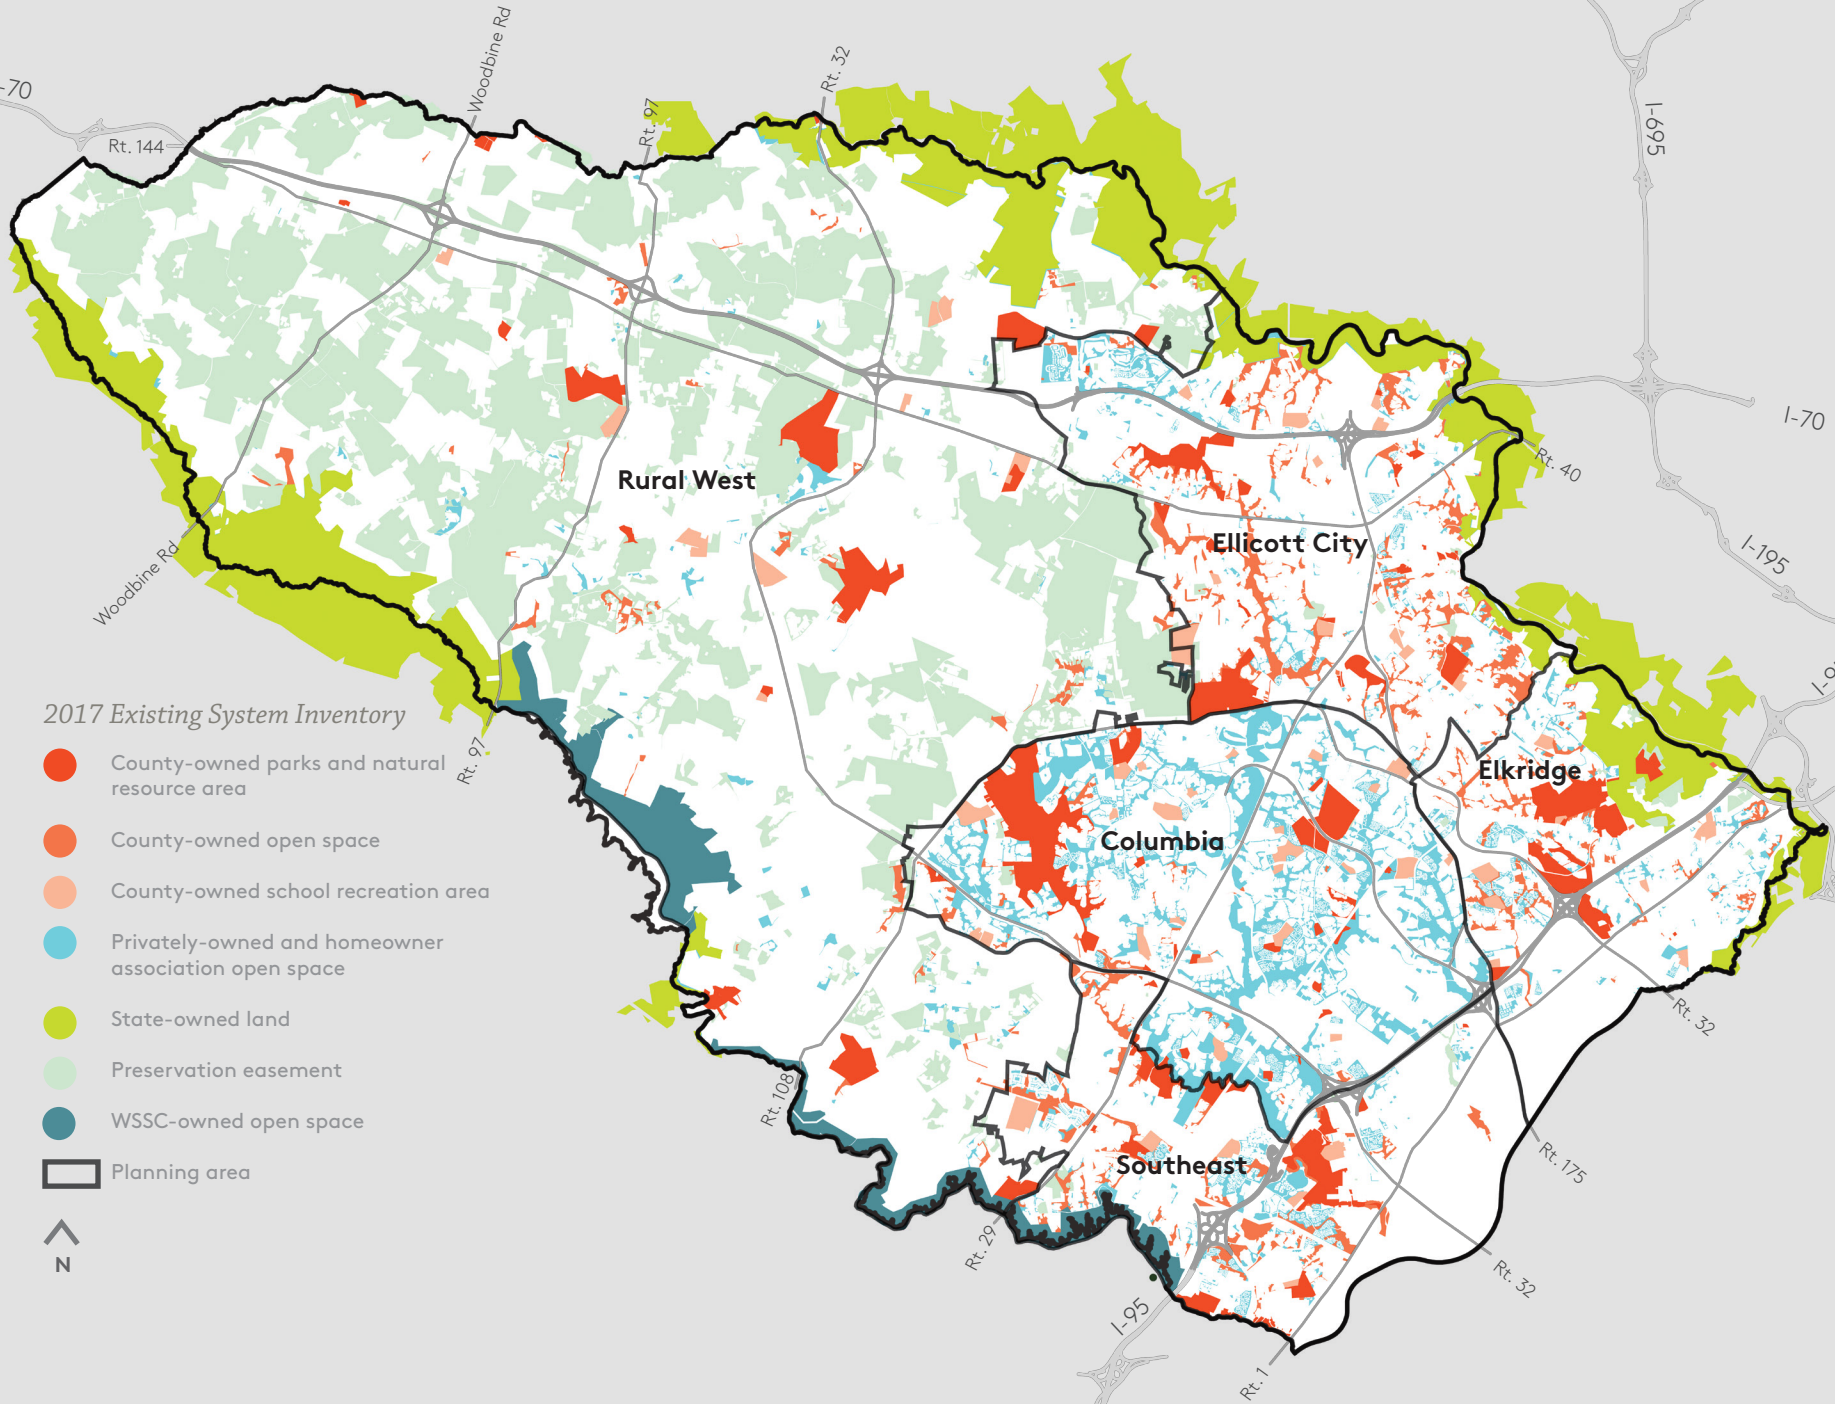 Woodbine Rd
Rt. 32
-70
Rt. 97
I-695
Rt. 144
I-70
Rt. 40
Rural West
Ellicott City
I-195
Woodbine Rd
I-9
2017 Existing System Inventory
County-owned parks and natural
resource area
County-owned open space
County-owned school recreation area
Privately-owned and homeowner
association open space
State-owned land
Preservation easement
WSSC-owned open space
Planning area
N
Rt. 97
Elkridge
Columbia
Rt. 32
Rt. 108
Southeast
Rt. 175
Rt. 29
Rt. 32
I-95
Rt. 1